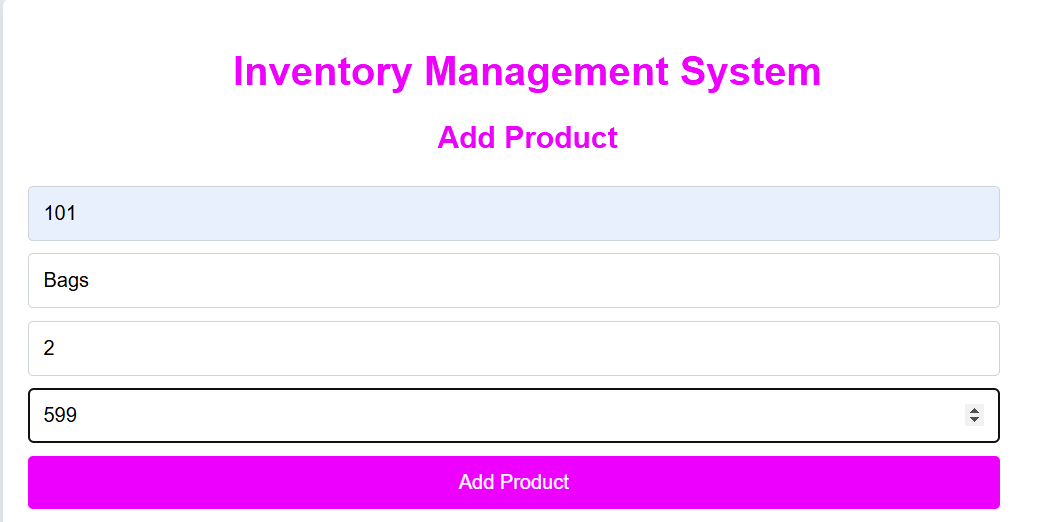 Inventory Management System
Add Product
101
Bags
2
599
Add Product